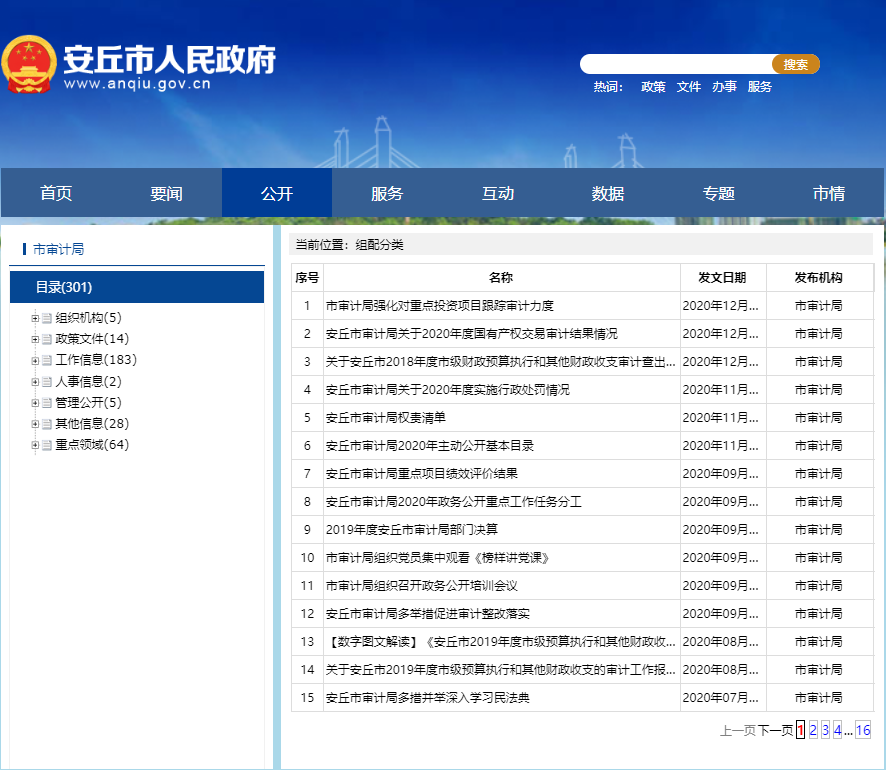 安丘市人民政府
www.anqiu.gov.cn
搜索
热词： 政策 文件 办事 服务
首页 要闻 公开 服务 互动 数据 专题 市情
市审计局
目录(301)
组织机构(5)
政策文件(14)
工作信息(183)
人事信息(2)
管理公开(5)
其他信息(28)
重点领域(64)
当前位置：组配分类
序号 名称 发文日期 发布机构
1 市审计局强化对重点投资项目跟踪审计力度 2020年12月... 市审计局
2 安丘市审计局关于2020年度国有产权交易审计结果情况 2020年12月... 市审计局
3 关于安丘市2018年度市级财政预算执行和其他财政收支审计查出... 2020年12月... 市审计局
4 安丘市审计局关于2020年度实施行政处罚情况 2020年11月... 市审计局
5 安丘市审计局权责清单 2020年11月... 市审计局
6 安丘市审计局2020年主动公开基本目录 2020年11月... 市审计局
7 安丘市审计局重点项目绩效评价结果 2020年09月... 市审计局
8 安丘市审计局2020年政务公开重点工作任务分工 2020年09月... 市审计局
9 2019年度安丘市审计局部门决算 2020年09月... 市审计局
10 市审计局组织党员集中观看《榜样讲党课》 2020年09月... 市审计局
11 市审计局组织召开政务公开培训会议 2020年09月... 市审计局
12 安丘市审计局多举措促进审计整改落实 2020年09月... 市审计局
13 【数字图文解读】《安丘市2019年度市级预算执行和其他财政收... 2020年08月... 市审计局
14 关于安丘市2019年度市级预算执行和其他财政收支的审计工作报... 2020年08月... 市审计局
15 安丘市审计局多措并举深入学习民法典 2020年07月... 市审计局
上一页下一页 1 2 3 4 ... 16